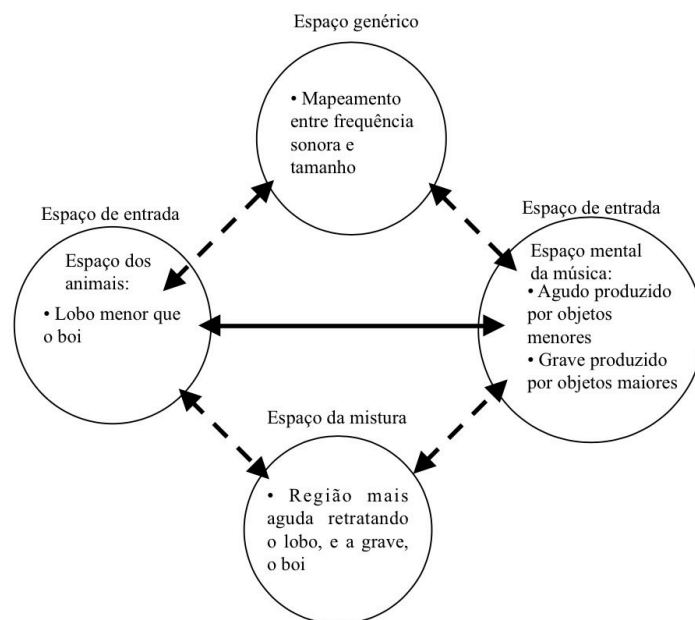 Espaço genérico
• Mapeamento
entre frequência
sonora e
tamanho
Espaço de entrada
Espaço dos
animais:
• Lobo menor que
o boi
Espaço de entrada
Espaço mental
da música:
• Agudo produzido
por objetos
menores
• Grave produzido
por objetos maiores
Espaço da mistura
• Região mais
aguda retratando
o lobo, e a grave,
o boi